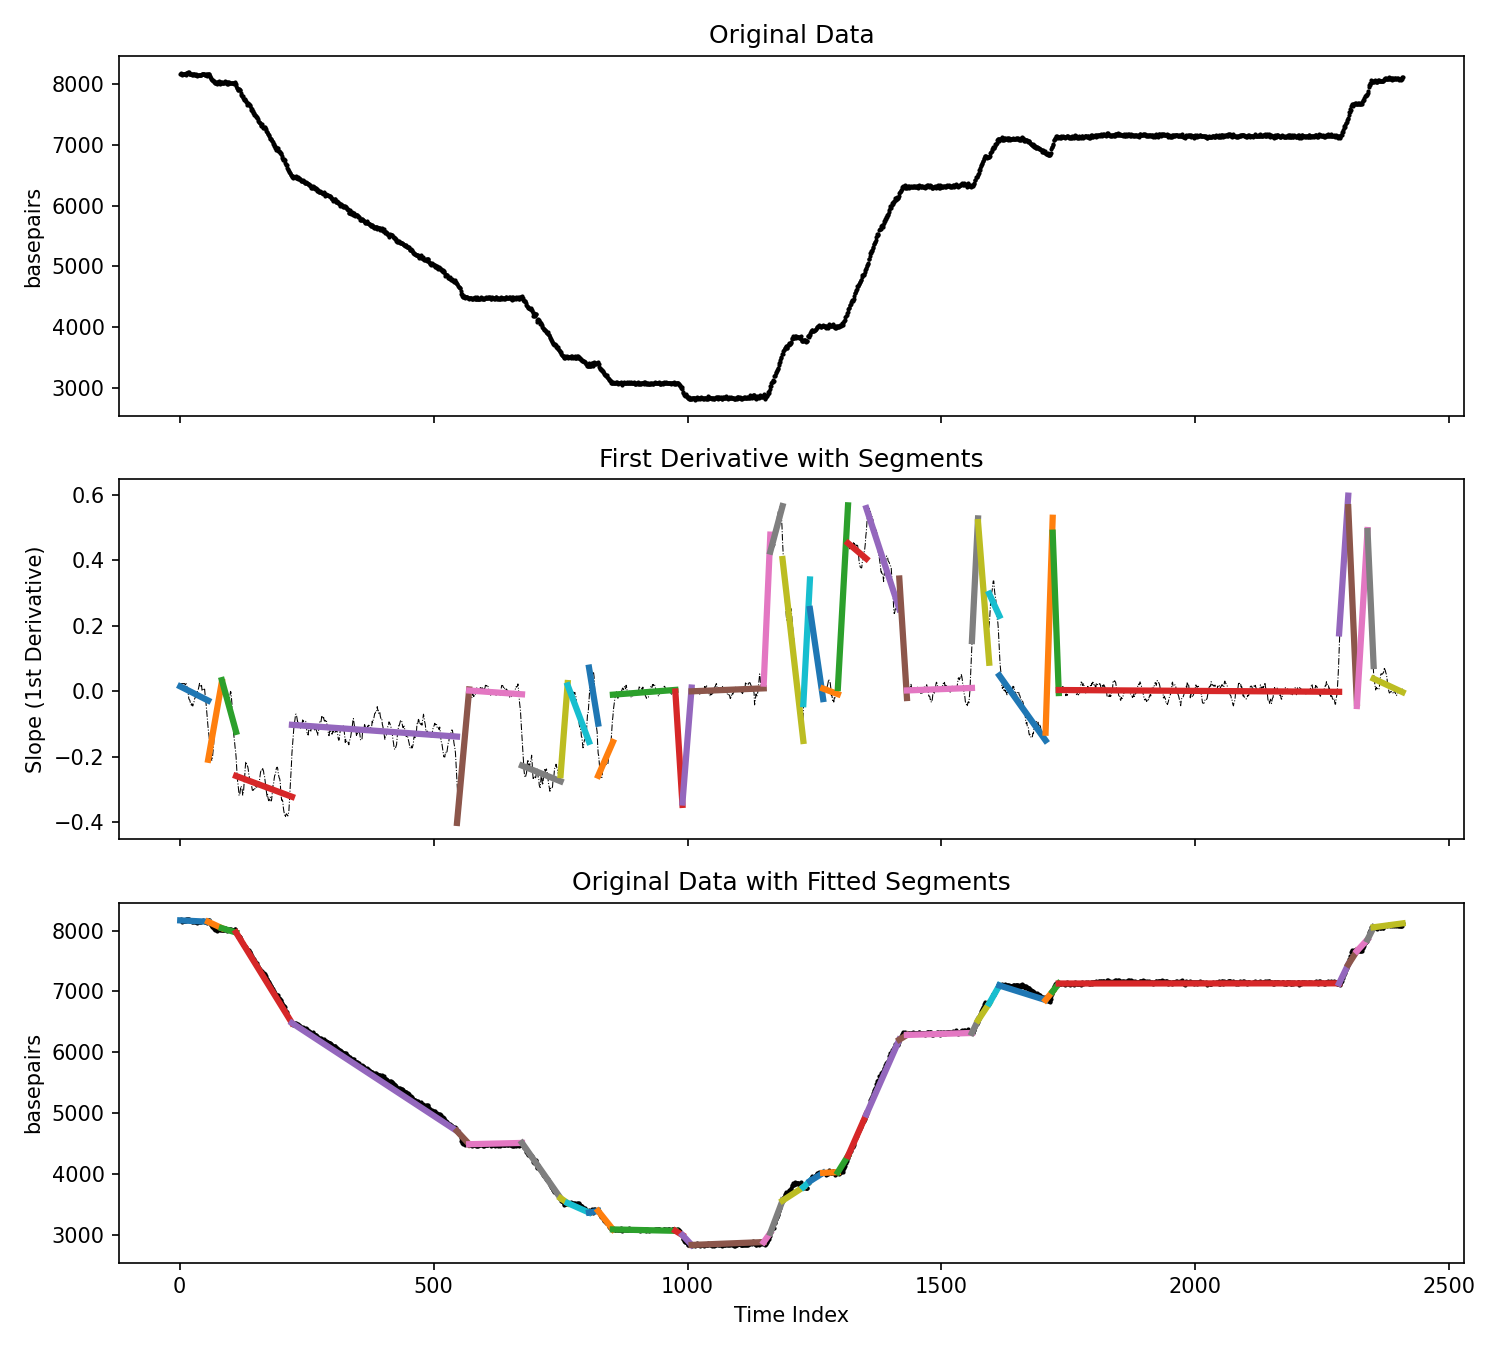 Original Data
8000
7000
6000
5000
4000
3000
basepairs
First Derivative with Segments
0.6
0.4
0.2
0.0
−0.2
−0.4
Slope (1st Derivative)
Original Data with Fitted Segments
8000
7000
6000
5000
4000
3000
basepairs
0 500 1000 1500 2000 2500
Time Index